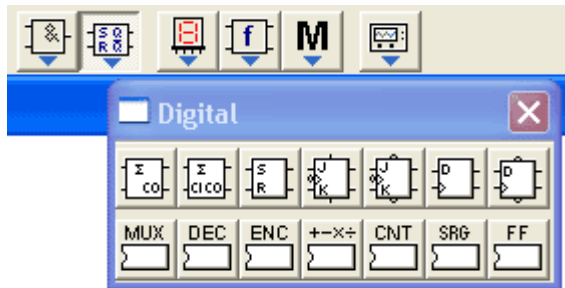 & S Q R Q f M
Digital
Σ CO Σ CI CO S R J K J K D D
MUX DEC ENC +-×÷ CNT SRG FF